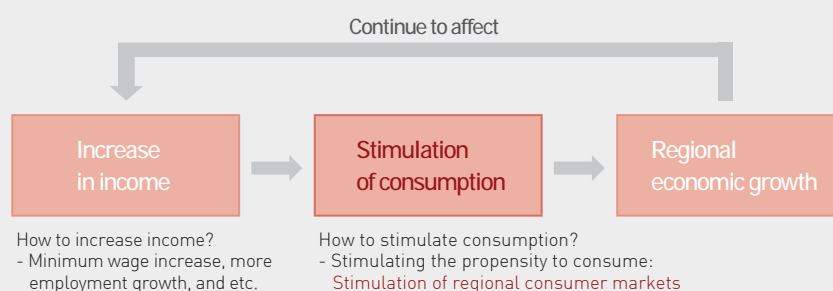 Continue to affect
Increase
in income
Stimulation
of consumption
Regional
economic growth
How to increase income?
- Minimum wage increase, more
employment growth, and etc.
How to stimulate consumption?
- Stimulating the propensity to consume:
Stimulation of regional consumer markets